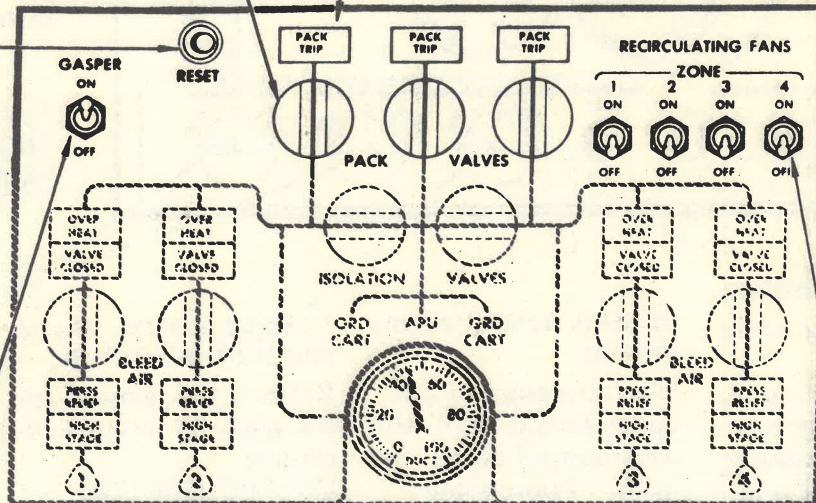 PACK TRIP
PACK TRIP
PACK TRIP
RECIRCULATING FANS
ZONE
1 2 3 4
ON ON ON ON
OFF OFF OFF OFF
GASPER
ON
OFF
RESET
PACK VALVES
ISOLATION VALVES
OVER HEAT
VALVE CLOSED
OVER HEAT
VALVE CLOSED
OVER HEAT
VALVE CLOSED
OVER HEAT
VALVE CLOSED
GRD CART
APU
GRD CART
BLEED AIR
BLEED AIR
PRESS RELIEF
HIGH STAGE
PRESS RELIEF
HIGH STAGE
PRESS RELIEF
HIGH STAGE
PRESS RELIEF
HIGH STAGE
0 20 40 60 80 100
DUCT
1 2 3 4